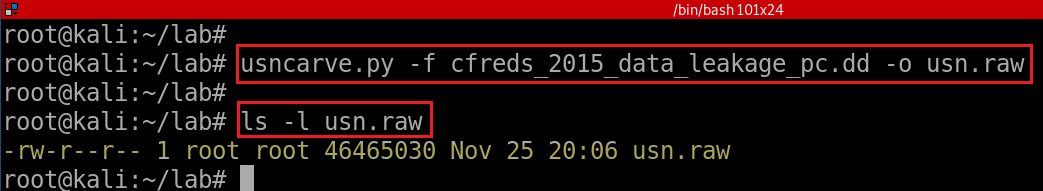 /bin/bash 101x24
root@kali:~/lab#
root@kali:~/lab# usncarve.py -f cfreds_2015_data_leakage_pc.dd -o usn.raw
root@kali:~/lab#
root@kali:~/lab# ls -l usn.raw
-rw-r--r-- 1 root root 46465030 Nov 25 20:06 usn.raw
root@kali:~/lab#